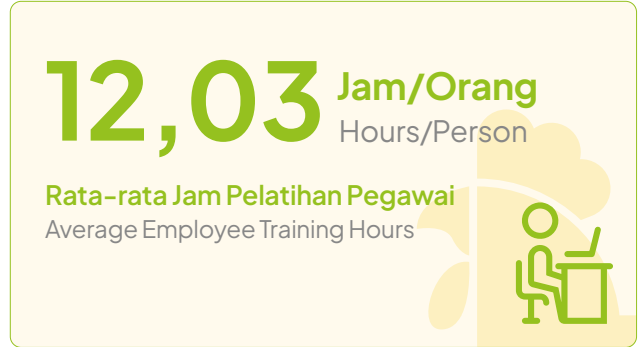 12,03 Jam/Orang
Hours/Person
Rata-rata Jam Pelatihan Pegawai
Average Employee Training Hours